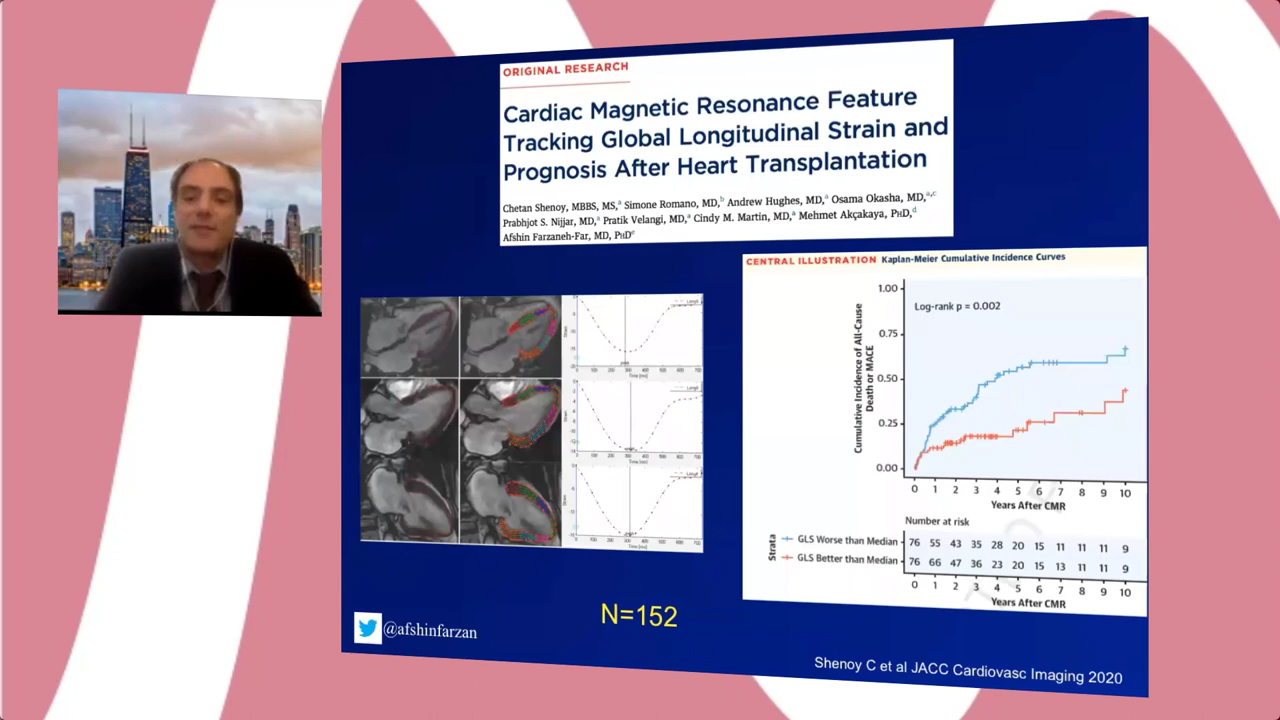 ORIGINAL RESEARCH
Cardiac Magnetic Resonance Feature
Tracking Global Longitudinal Strain and
Prognosis After Heart Transplantation
Chetan Shenoy, MBBS, MS,a Simone Romano, MD,b Andrew Hughes, MD,a Osama Okasha, MD,a,c
Prabhjot S. Nijjar, MD,a Pratik Velangi, MD,a Cindy M. Martin, MD,a Mehmet Akçakaya, PhD,d
Afshin Farzaneh-Far, MD, PhDe
CENTRAL ILLUSTRATION Kaplan-Meier Cumulative Incidence Curves
Cumulative Incidence of All-Cause
Death or MACE
1.00
0.75
0.50
0.25
0.00
Log-rank p = 0.002
0 1 2 3 4 5 6 7 8 9 10
Years After CMR
Number at risk
Strata
GLS Worse than Median 76 55 43 35 28 20 15 11 11 11 9
GLS Better than Median 76 66 47 36 23 20 15 13 11 11 9
0 1 2 3 4 5 6 7 8 9 10
Years After CMR
N=152
@afshinfarzan
Shenoy C et al JACC Cardiovasc Imaging 2020